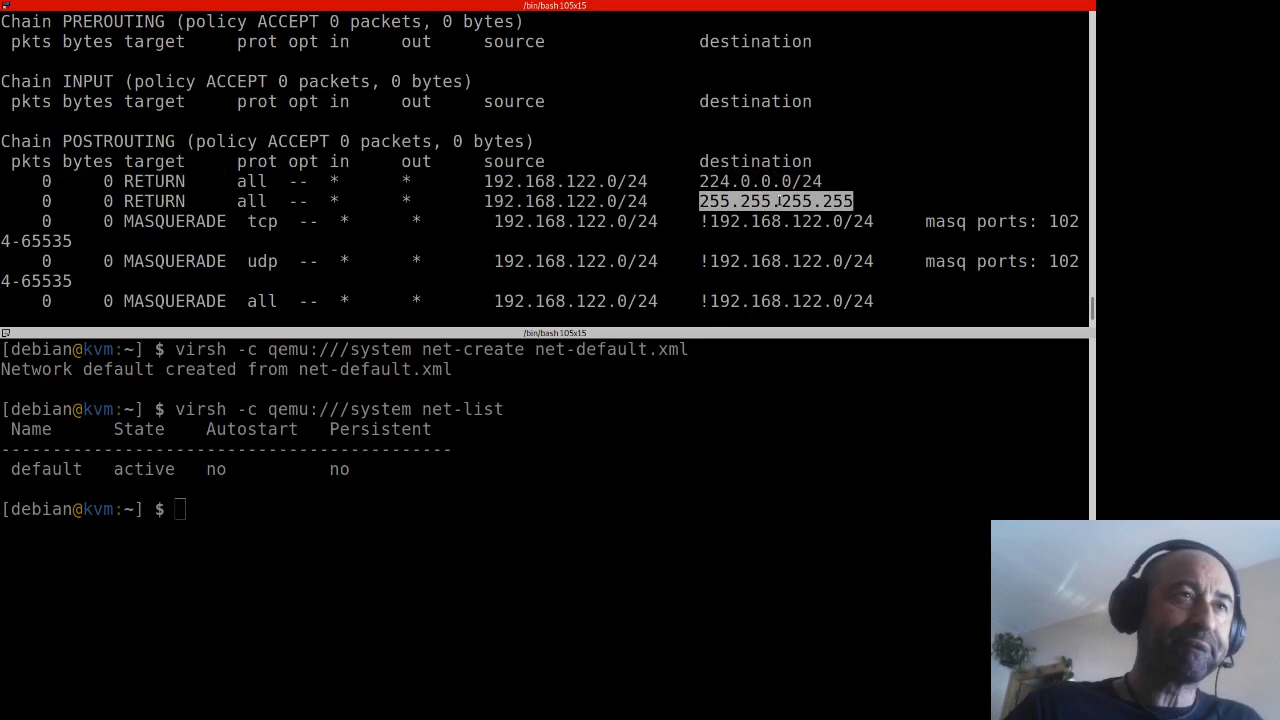 /bin/bash 105x15
Chain PREROUTING (policy ACCEPT 0 packets, 0 bytes)
pkts bytes target     prot opt in     out     source               destination

Chain INPUT (policy ACCEPT 0 packets, 0 bytes)
pkts bytes target     prot opt in     out     source               destination

Chain POSTROUTING (policy ACCEPT 0 packets, 0 bytes)
pkts bytes target     prot opt in     out     source               destination
0     0 RETURN     all  --  *      *       192.168.122.0/24     224.0.0.0/24
0     0 RETURN     all  --  *      *       192.168.122.0/24     255.255.255.255
0     0 MASQUERADE  tcp  --  *      *       192.168.122.0/24    !192.168.122.0/24     masq ports: 102
4-65535
0     0 MASQUERADE  udp  --  *      *       192.168.122.0/24    !192.168.122.0/24     masq ports: 102
4-65535
0     0 MASQUERADE  all  --  *      *       192.168.122.0/24    !192.168.122.0/24
/bin/bash 105x15
[debian@kvm:~] $ virsh -c qemu:///system net-create net-default.xml
Network default created from net-default.xml

[debian@kvm:~] $ virsh -c qemu:///system net-list
Name      State    Autostart   Persistent
--------------------------------------------
default   active   no          no

[debian@kvm:~] $